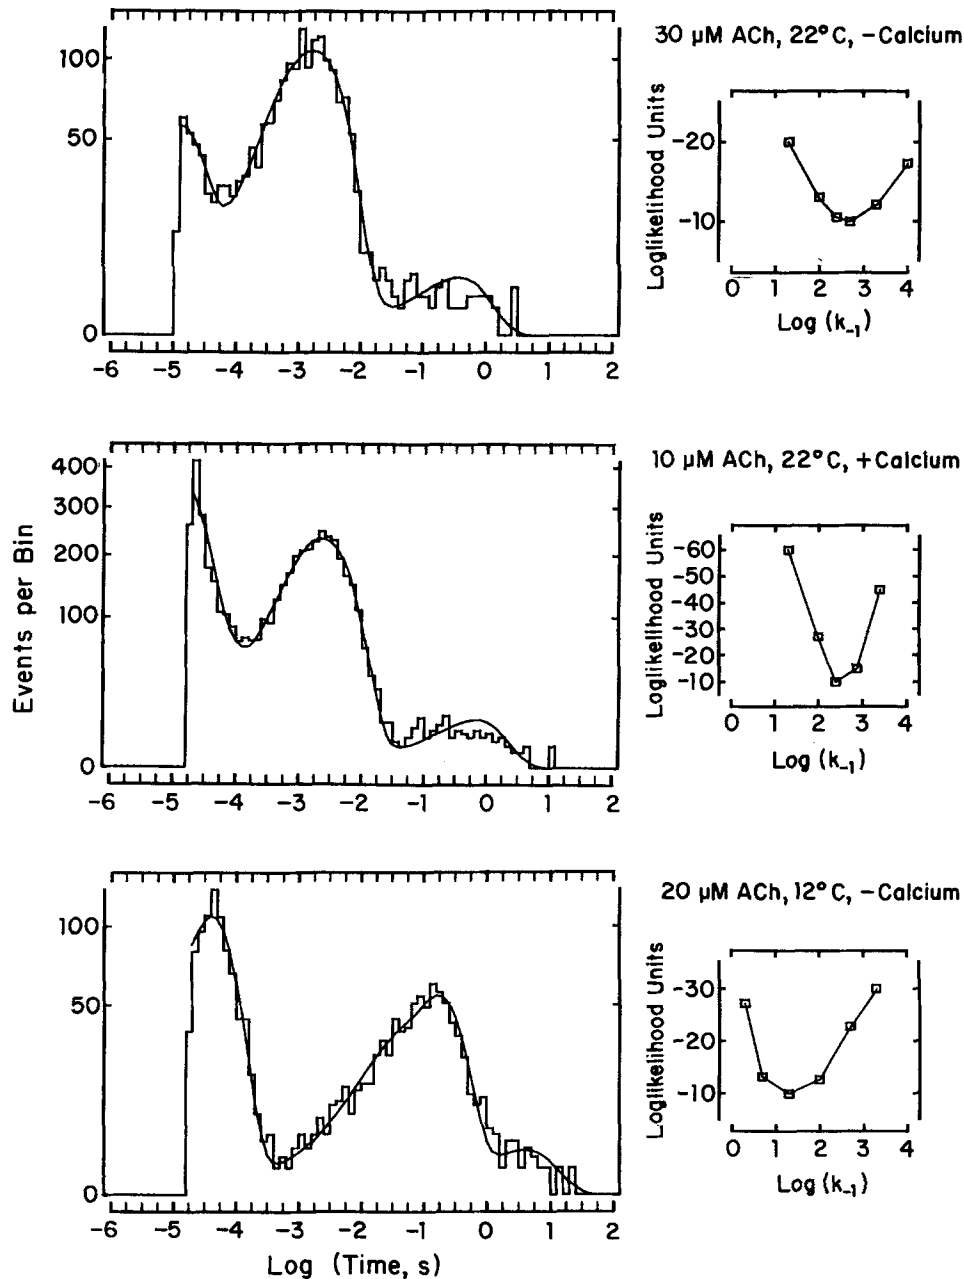 30 µM ACh, 22°C, -Calcium
100
50
0
-6 -5 -4 -3 -2 -1 0 1 2
Loglikelihood Units
-20
-10
0 1 2 3 4
Log (k₋₁)
10 µM ACh, 22°C, +Calcium
Events per Bin
400
300
200
100
0
-6 -5 -4 -3 -2 -1 0 1 2
Loglikelihood Units
-60
-50
-40
-30
-20
-10
0 1 2 3 4
Log (k₋₁)
20 µM ACh, 12°C, -Calcium
100
50
0
-6 -5 -4 -3 -2 -1 0 1 2
Log (Time, s)
Loglikelihood Units
-30
-20
-10
0 1 2 3 4
Log (k₋₁)